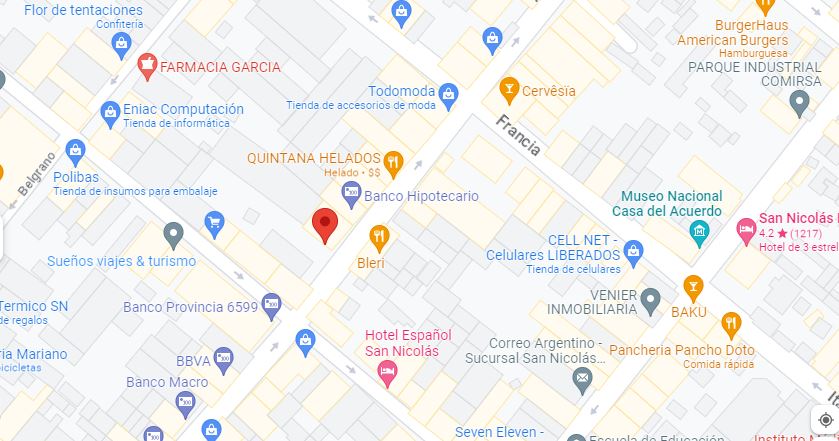 Flor de tentaciones
Confitería
BurgerHaus
American Burgers
Hamburguesa
FARMACIA GARCIA
PARQUE INDUSTRIAL
COMIRSA
Todomoda
Tienda de accesorios de moda
Cervësïa
Eniac Computación
Tienda de informática
Francia
Belgrano
QUINTANA HELADOS
Helado • $$
Polibas
Tienda de insumos para embalaje
Banco Hipotecario
Museo Nacional
Casa del Acuerdo
San Nicolás
4.2 ★ (1217)
Hotel de 3 estrel
CELL NET -
Celulares LIBERADOS
Tienda de celulares
Sueños viajes & turismo
Bleri
VENIER
INMOBILIARIA
BAKU
Termico SN
de regalos
Banco Provincia 6599
Hotel Español
San Nicolás
Correo Argentino -
Sucursal San Nicolás...
Pancheria Pancho Doto
Comida rápida
ria Mariano
icicletas
BBVA
Banco Macro
Seven Eleven -
Escuela de Educación
Instituto M